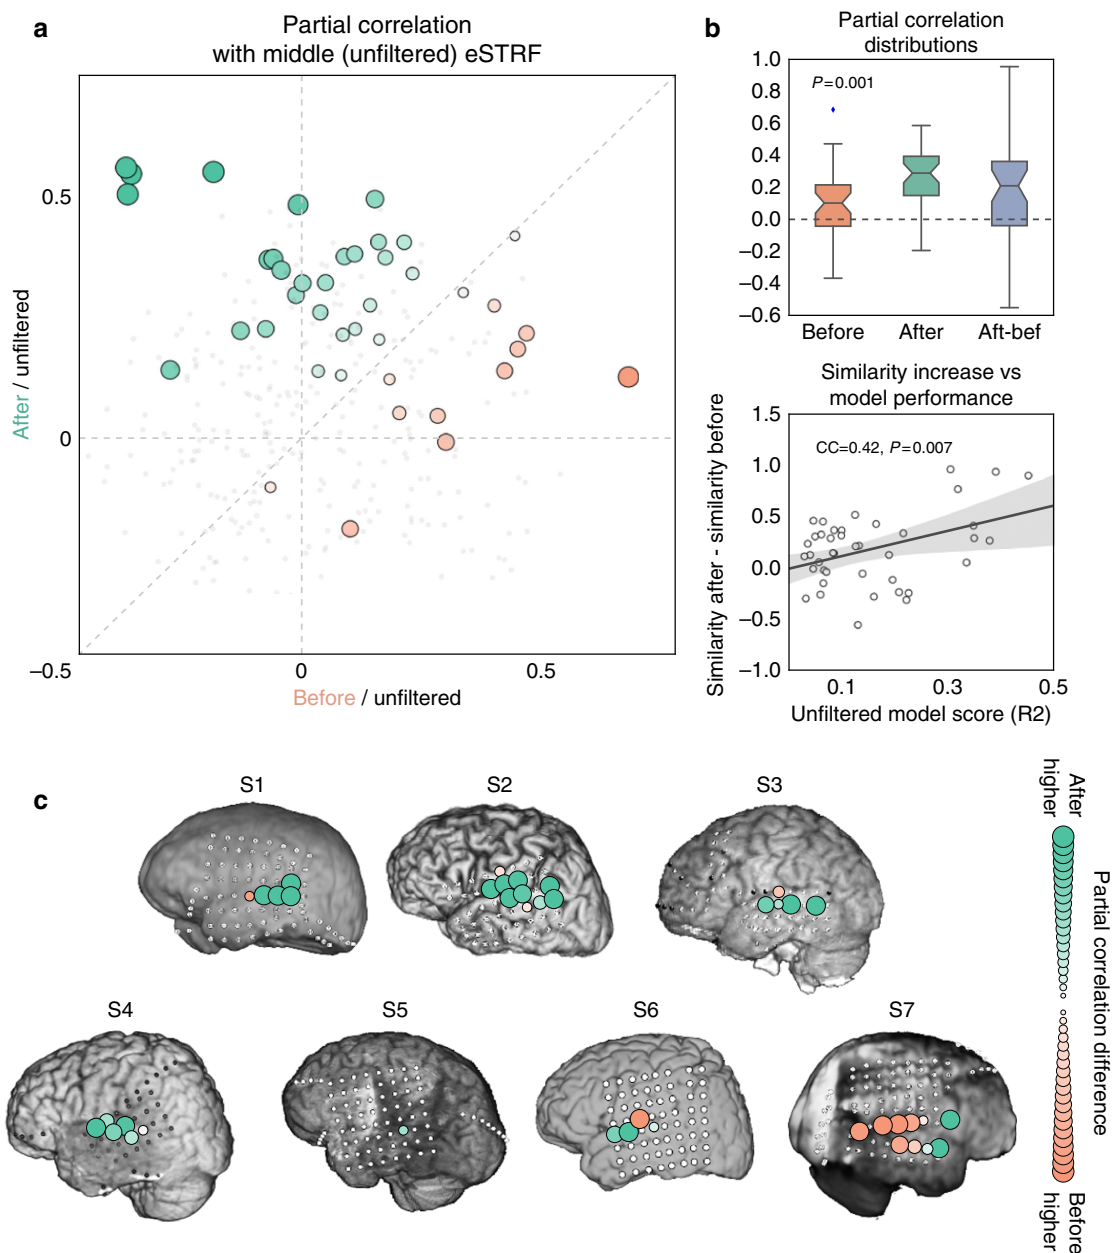 a
Partial correlation
with middle (unfiltered) eSTRF
0.5
0
After / unfiltered
−0.5
0
0.5
Before / unfiltered
b
Partial correlation
distributions
P=0.001
1.0
0.8
0.6
0.4
0.2
0.0
−0.2
−0.4
−0.6
Before
After
Aft-bef
Similarity increase vs
model performance
CC=0.42, P=0.007
Similarity after - similarity before
1.5
1.0
0.5
0.0
−0.5
−1.0
0.1
0.3
0.5
Unfiltered model score (R2)
c
S1
S2
S3
S4
S5
S6
S7
After
higher
Partial correlation difference
Before
higher